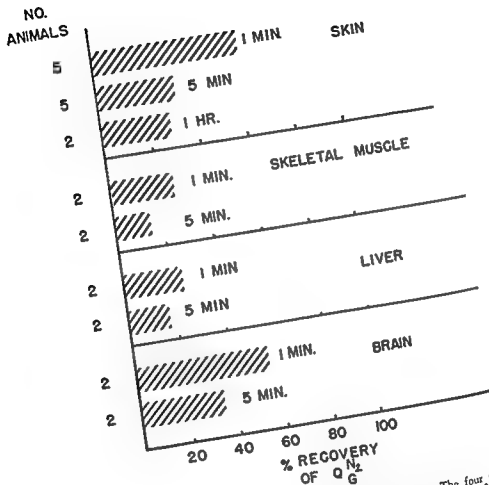 NO.
ANIMALS
5 1 MIN. SKIN
5 5 MIN
2 1 HR.
2 1 MIN. SKELETAL MUSCLE
2 5 MIN.
2 1 MIN LIVER
2 5 MIN
2 1 MIN. BRAIN
2 5 MIN.
20 40 60 80 100
% RECOVERY
OF Q N2 G
The four